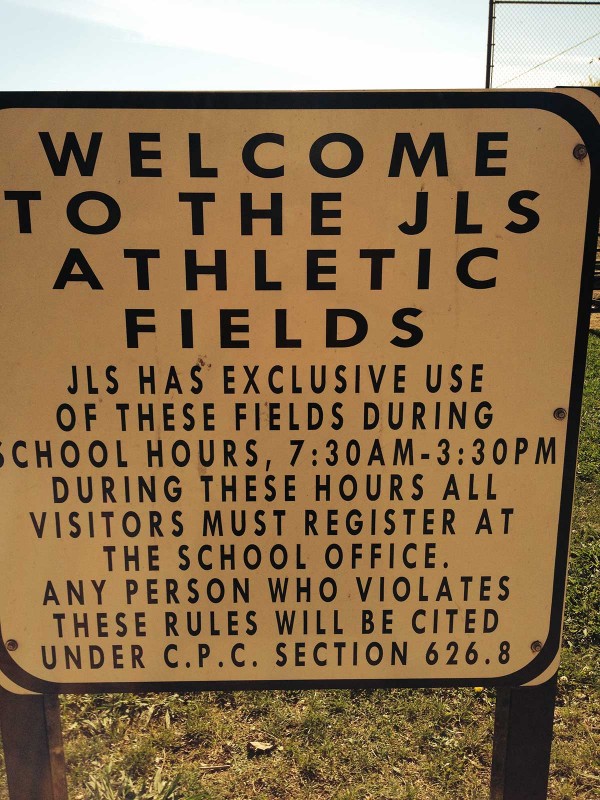 WELCOME
TO THE JLS
ATHLETIC
FIELDS
JLS HAS EXCLUSIVE USE
OF THESE FIELDS DURING
SCHOOL HOURS, 7:30AM-3:30PM
DURING THESE HOURS ALL
VISITORS MUST REGISTER AT
THE SCHOOL OFFICE.
ANY PERSON WHO VIOLATES
THESE RULES WILL BE CITED
UNDER C.P.C. SECTION 626.8